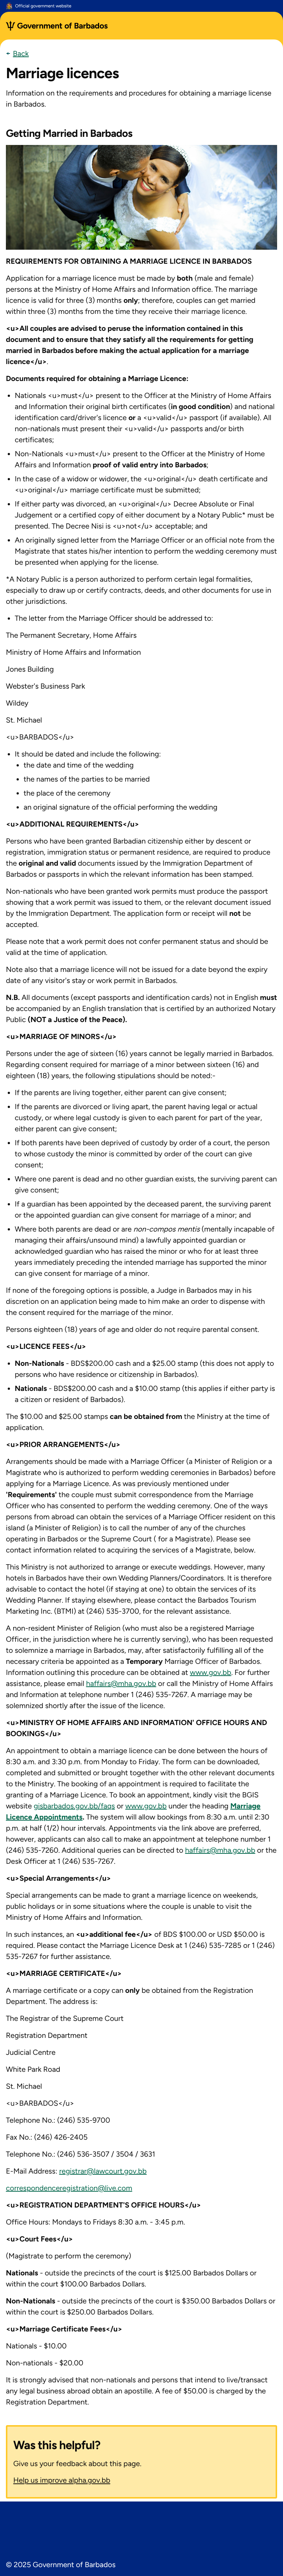 Official government website
Government of Barbados
← Back
Marriage licences
Information on the requirements and procedures for obtaining a marriage license
in Barbados.
Getting Married in Barbados
REQUIREMENTS FOR OBTAINING A MARRIAGE LICENCE IN BARBADOS
Application for a marriage licence must be made by both (male and female)
persons at the Ministry of Home Affairs and Information office. The marriage
licence is valid for three (3) months only; therefore, couples can get married
within three (3) months from the time they receive their marriage licence.
<u>All couples are advised to peruse the information contained in this
document and to ensure that they satisfy all the requirements for getting
married in Barbados before making the actual application for a marriage
licence</u>.
Documents required for obtaining a Marriage Licence:
• Nationals <u>must</u> present to the Officer at the Ministry of Home Affairs
and Information their original birth certificates (in good condition) and national
identification card/driver's licence or a <u>valid</u> passport (if available). All
non-nationals must present their <u>valid</u> passports and/or birth
certificates;
• Non-Nationals <u>must</u> present to the Officer at the Ministry of Home
Affairs and Information proof of valid entry into Barbados;
• In the case of a widow or widower, the <u>original</u> death certificate and
<u>original</u> marriage certificate must be submitted;
• If either party was divorced, an <u>original</u> Decree Absolute or Final
Judgement or a certified copy of either document by a Notary Public* must be
presented. The Decree Nisi is <u>not</u> acceptable; and
• An originally signed letter from the Marriage Officer or an official note from the
Magistrate that states his/her intention to perform the wedding ceremony must
be presented when applying for the license.
*A Notary Public is a person authorized to perform certain legal formalities,
especially to draw up or certify contracts, deeds, and other documents for use in
other jurisdictions.
• The letter from the Marriage Officer should be addressed to:
The Permanent Secretary, Home Affairs
Ministry of Home Affairs and Information
Jones Building
Webster's Business Park
Wildey
St. Michael
<u>BARBADOS</u>
• It should be dated and include the following:
• the date and time of the wedding
• the names of the parties to be married
• the place of the ceremony
• an original signature of the official performing the wedding
<u>ADDITIONAL REQUIREMENTS</u>
Persons who have been granted Barbadian citizenship either by descent or
registration, immigration status or permanent residence, are required to produce
the original and valid documents issued by the Immigration Department of
Barbados or passports in which the relevant information has been stamped.
Non-nationals who have been granted work permits must produce the passport
showing that a work permit was issued to them, or the relevant document issued
by the Immigration Department. The application form or receipt will not be
accepted.
Please note that a work permit does not confer permanent status and should be
valid at the time of application.
Note also that a marriage licence will not be issued for a date beyond the expiry
date of any visitor's stay or work permit in Barbados.
N.B. All documents (except passports and identification cards) not in English must
be accompanied by an English translation that is certified by an authorized Notary
Public (NOT a Justice of the Peace).
<u>MARRIAGE OF MINORS</u>
Persons under the age of sixteen (16) years cannot be legally married in Barbados.
Regarding consent required for marriage of a minor between sixteen (16) and
eighteen (18) years, the following stipulations should be noted:-
• If the parents are living together, either parent can give consent;
• If the parents are divorced or living apart, the parent having legal or actual
custody, or where legal custody is given to each parent for part of the year,
either parent can give consent;
• If both parents have been deprived of custody by order of a court, the person
to whose custody the minor is committed by order of the court can give
consent;
• Where one parent is dead and no other guardian exists, the surviving parent can
give consent;
• If a guardian has been appointed by the deceased parent, the surviving parent
or the appointed guardian can give consent for marriage of a minor; and
• Where both parents are dead or are non-compos mentis (mentally incapable of
managing their affairs/unsound mind) a lawfully appointed guardian or
acknowledged guardian who has raised the minor or who for at least three
years immediately preceding the intended marriage has supported the minor
can give consent for marriage of a minor.
If none of the foregoing options is possible, a Judge in Barbados may in his
discretion on an application being made to him make an order to dispense with
the consent required for the marriage of the minor.
Persons eighteen (18) years of age and older do not require parental consent.
<u>LICENCE FEES</u>
• Non-Nationals - BDS$200.00 cash and a $25.00 stamp (this does not apply to
persons who have residence or citizenship in Barbados).
• Nationals - BDS$200.00 cash and a $10.00 stamp (this applies if either party is
a citizen or resident of Barbados).
The $10.00 and $25.00 stamps can be obtained from the Ministry at the time of
application.
<u>PRIOR ARRANGEMENTS</u>
Arrangements should be made with a Marriage Officer (a Minister of Religion or a
Magistrate who is authorized to perform wedding ceremonies in Barbados) before
applying for a Marriage Licence. As was previously mentioned under
'Requirements' the couple must submit correspondence from the Marriage
Officer who has consented to perform the wedding ceremony. One of the ways
persons from abroad can obtain the services of a Marriage Officer resident on this
island (a Minister of Religion) is to call the number of any of the churches
operating in Barbados or the Supreme Court ( for a Magistrate). Please see
contact information related to acquiring the services of a Magistrate, below.
This Ministry is not authorized to arrange or execute weddings. However, many
hotels in Barbados have their own Wedding Planners/Coordinators. It is therefore
advisable to contact the hotel (if staying at one) to obtain the services of its
Wedding Planner. If staying elsewhere, please contact the Barbados Tourism
Marketing Inc. (BTMI) at (246) 535-3700, for the relevant assistance.
A non-resident Minister of Religion (who must also be a registered Marriage
Officer, in the jurisdiction where he is currently serving), who has been requested
to solemnize a marriage in Barbados, may, after satisfactorily fulfilling all of the
necessary criteria be appointed as a Temporary Marriage Officer of Barbados.
Information outlining this process may be obtained at www.gov.bb. For further
assistance, please email haffairs@mha.gov.bb or call the Ministry of Home Affairs
and Information at telephone number 1 (246) 535-7267. A marriage may be
solemnized shortly after the issue of the licence.
<u>MINISTRY OF HOME AFFAIRS AND INFORMATION' OFFICE HOURS AND
BOOKINGS</u>
An appointment to obtain a marriage licence can be done between the hours of
8:30 a.m. and 3:30 p.m. from Monday to Friday. The form can be downloaded,
completed and submitted along with other relevant documents to be brought with
you to the Ministry. The booking of an appointment is required to facilitate the
granting of a marriage Licence. To book an appointment, kindly visit the BGIS
website gisbarbados.gov.bb/faqs or www.gov.bb under the heading Marriage
Licence Appointments. The system will allow bookings from 8:30 a.m. until 2:30
p.m. at half (1/2) hour intervals. Appointments via the link above are preferred,
however, applicants can also call to make an appointment at telephone number 1
(246) 535-7260. Additional queries can be directed to haffairs@mha.gov.bb or the
Desk Officer at 1 (246) 535-7267.
<u>Special Arrangements</u>
Special arrangements can be made to grant a marriage licence on weekends,
public holidays or in some situations where the couple is unable to visit the
Ministry of Home Affairs and Information.
In such instances, an <u>additional fee</u> of BDS $100.00 or USD $50.00 is
required. Please contact the Marriage Licence Desk at 1 (246) 535-7285 or 1 (246)
535-7267 for further assistance.
<u>MARRIAGE CERTIFICATE</u>
A marriage certificate or a copy can only be obtained from the Registration
Department. The address is:
The Registrar of the Supreme Court
Registration Department
Judicial Centre
White Park Road
St. Michael
<u>BARBADOS</u>
Telephone No.: (246) 535-9700
Fax No.: (246) 426-2405
Telephone No.: (246) 536-3507 / 3504 / 3631
E-Mail Address: registrar@lawcourt.gov.bb
correspondenceregistration@live.com
<u>REGISTRATION DEPARTMENT'S OFFICE HOURS</u>
Office Hours: Mondays to Fridays 8:30 a.m. - 3:45 p.m.
<u>Court Fees</u>
(Magistrate to perform the ceremony)
Nationals - outside the precincts of the court is $125.00 Barbados Dollars or
within the court $100.00 Barbados Dollars.
Non-Nationals - outside the precincts of the court is $350.00 Barbados Dollars or
within the court is $250.00 Barbados Dollars.
<u>Marriage Certificate Fees</u>
Nationals - $10.00
Non-nationals - $20.00
It is strongly advised that non-nationals and persons that intend to live/transact
any legal business abroad obtain an apostille. A fee of $50.00 is charged by the
Registration Department.
Was this helpful?
Give us your feedback about this page.
Help us improve alpha.gov.bb
© 2025 Government of Barbados